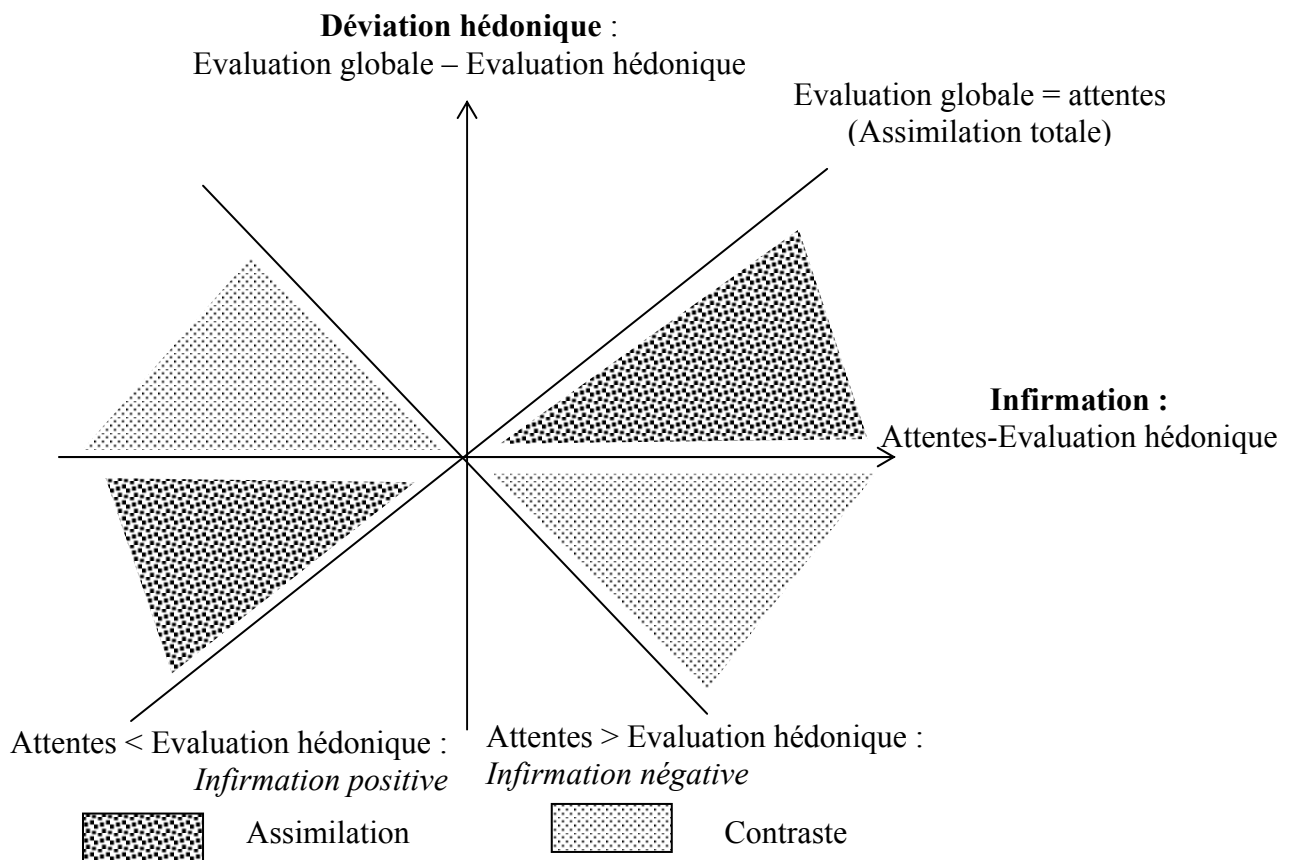 Déviation hédonique :
Evaluation globale – Evaluation hédonique
Evaluation globale = attentes
(Assimilation totale)
Infirmation :
Attentes-Evaluation hédonique
Attentes < Evaluation hédonique :
Infirmation positive
Attentes > Evaluation hédonique :
Infirmation négative
Assimilation
Contraste